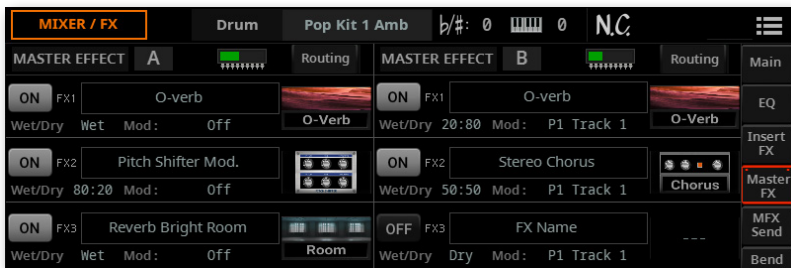 MIXER / FX Drum Pop Kit 1 Amb b/#: 0 0 N.C.
MASTER EFFECT A Routing MASTER EFFECT B Routing Main
ON FX1 O-verb ON FX1 O-verb EQ
Wet/Dry Wet Mod: Off O-Verb Wet/Dry 20:80 Mod: P1 Track 1 O-Verb
Insert
FX
ON FX2 Pitch Shifter Mod. ON FX2 Stereo Chorus
Wet/Dry 80:20 Mod: Off Wet/Dry 50:50 Mod: P1 Track 1 Chorus
Master
FX
ON FX3 Reverb Bright Room OFF FX3 FX Name ---
MFX
Send
Wet/Dry Wet Mod: Off Room Wet/Dry Dry Mod: P1 Track 1 Bend